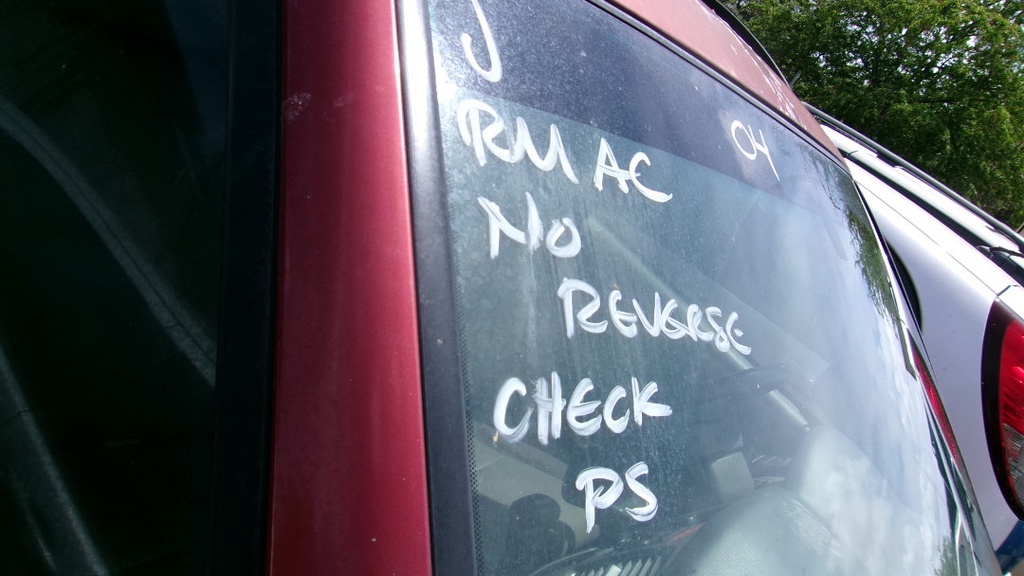 J
RM AC 04
NO
REVERSE
CHECK
PS